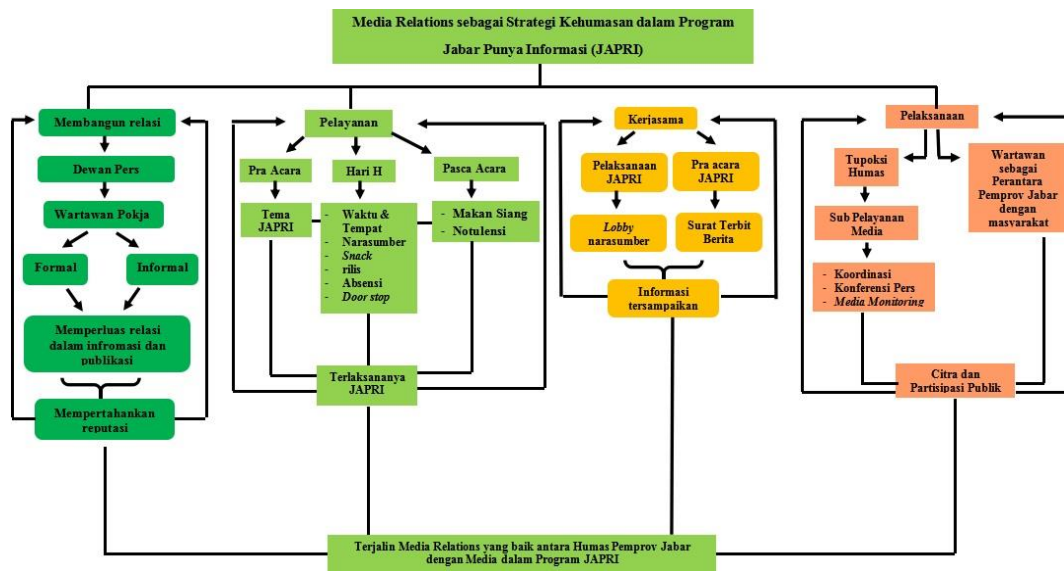 Media Relations sebagai Strategi Kehumasan dalam Program
Jabar Punya Informasi (JAPRI)
Membangun relasi
Dewan Pers
Wartawan Pokja
Formal
Informal
Memperluas relasi
dalam infromasi dan
publikasi
Mempertahankan
reputasi
Pelayanan
Pra Acara
Hari H
Pasca Acara
Tema
JAPRI
- Waktu &
Tempat
- Narasumber
- Snack
- rilis
- Absensi
- Door stop
- Makan Siang
- Notulensi
Terlaksananya
JAPRI
Kerjasama
Pelaksanaan
JAPRI
Pra acara
JAPRI
Lobby
narasumber
Surat Terbit
Berita
Informasi
tersampaikan
Pelaksanaan
Tupoksi
Humas
Wartawan
sebagai
Perantara
Pemprov Jabar
dengan
masyarakat
Sub Pelayanan
Media
- Koordinasi
- Konferensi Pers
- Media Monitoring
Citra dan
Partisipasi Publik
Terjalin Media Relations yang baik antara Humas Pemprov Jabar
dengan Media dalam Program JAPRI